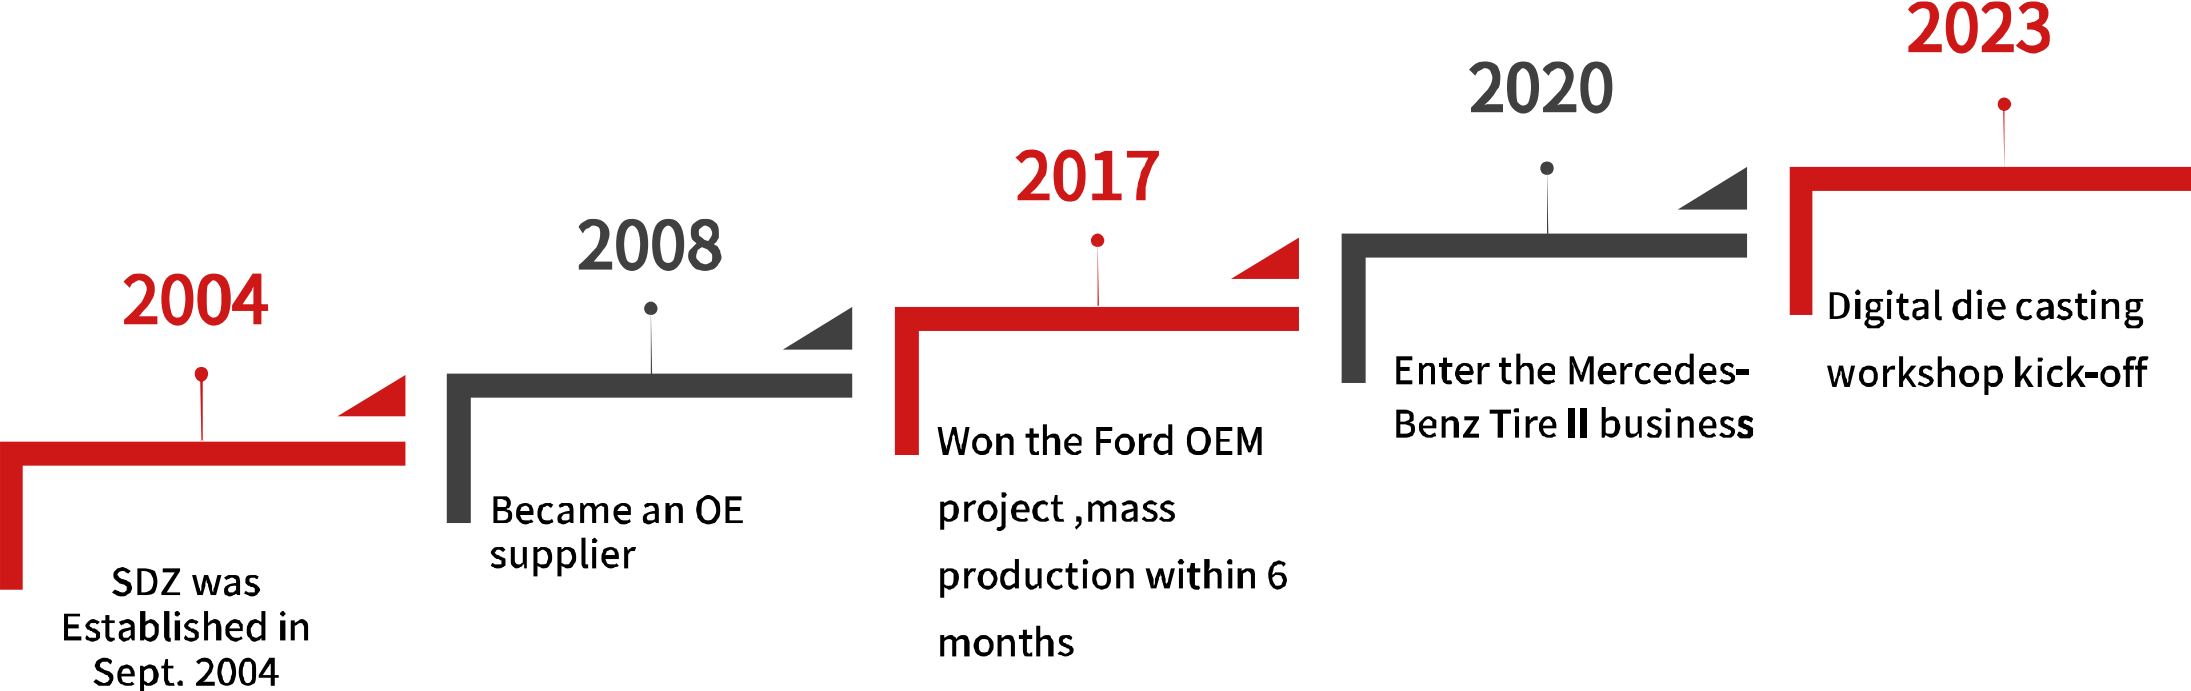 2004
SDZ was
Established in
Sept. 2004
2008
Became an OE
supplier
2017
Won the Ford OEM
project ,mass
production within 6
months
2020
Enter the Mercedes-
Benz Tire II business
2023
Digital die casting
workshop kick-off